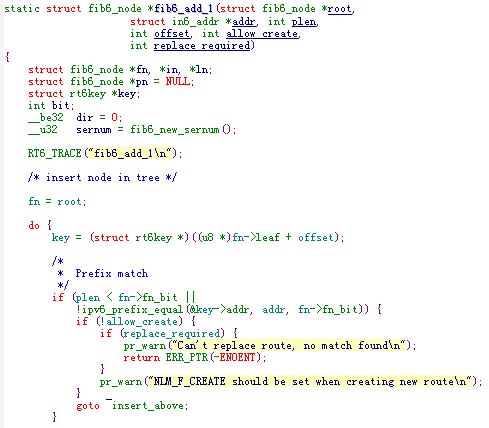 static struct fib6_node *fib6_add_1(struct fib6_node *root,
struct in6_addr *addr, int plen,
int offset, int allow_create,
int replace_required)
{
struct fib6_node *fn, *in, *ln;
struct fib6_node *pn = NULL;
struct rt6key *key;
int bit;
__be32 dir = 0;
__u32 sernum = fib6_new_sernum();
RT6_TRACE("fib6_add_1\n");
/* insert node in tree */
fn = root;
do {
key = (struct rt6key *)((u8 *)fn->leaf + offset);
/*
* Prefix match
*/
if (plen < fn->fn_bit ||
!ipv6_prefix_equal(&key->addr, addr, fn->fn_bit)) {
if (!allow_create) {
if (replace_required) {
pr_warn("Can't replace route, no match found\n");
return ERR_PTR(-ENOENT);
}
pr_warn("NLM_F_CREATE should be set when creating new route\n");
}
goto insert_above;
}